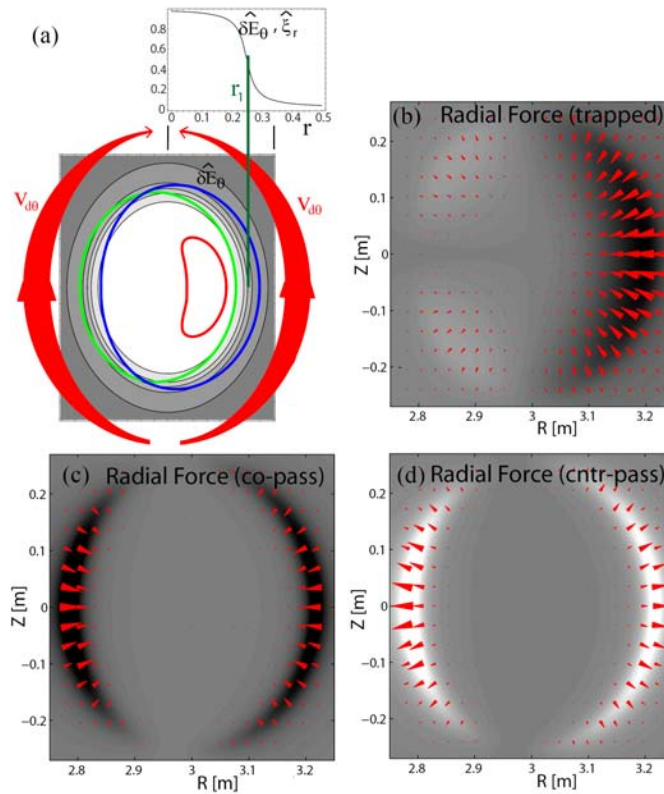 (a)
δÊθ , ξ̂r
1.0
0.8
0.6
0.4
0.2
0
r1
0 0.1 0.2 0.3 0.4 0.5
r
δÊθ
Vdθ
Vdθ
(b)
Radial Force (trapped)
0.2
0.1
0
−0.1
−0.2
Z [m]
2.8 2.9 3 3.1 3.2
R [m]
(c) Radial Force (co-pass)
0.2
0.1
0
−0.1
−0.2
Z [m]
2.8 2.9 3 3.1 3.2
R [m]
(d) Radial Force (cntr-pass)
0.2
0.1
0
−0.1
−0.2
Z [m]
2.8 2.9 3 3.1 3.2
R [m]